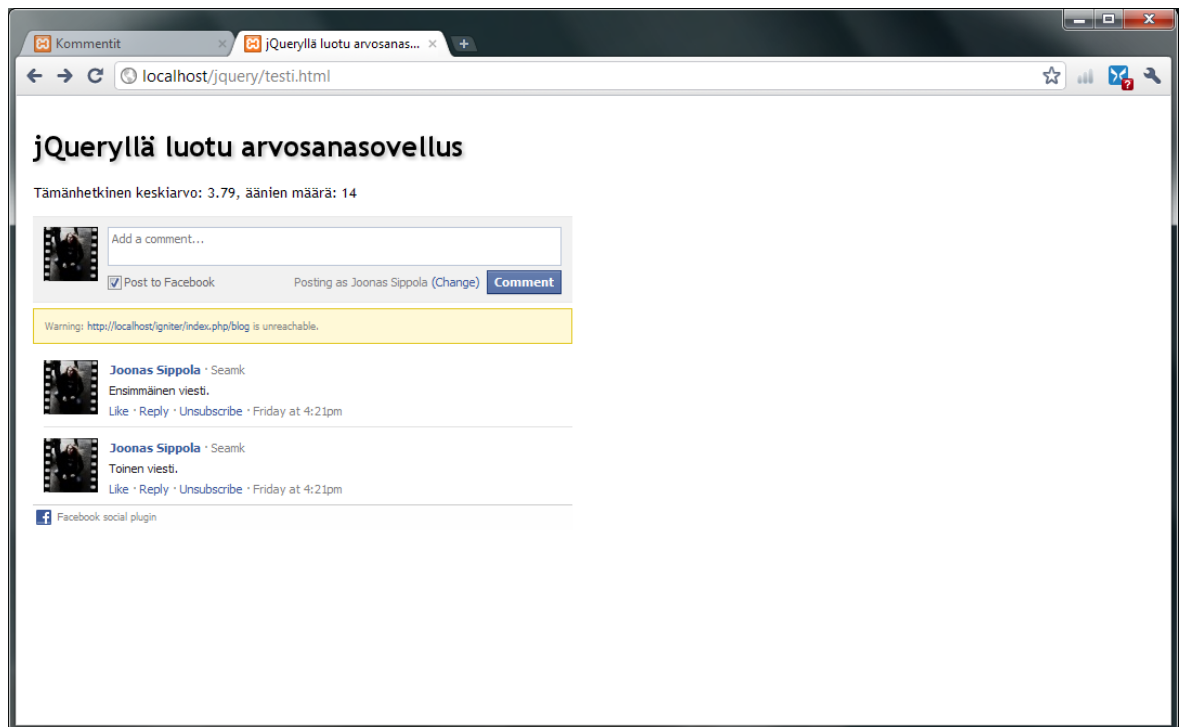 Kommentit
jQueryllä luotu arvosanas...
localhost/jquery/testi.html
jQueryllä luotu arvosanasovellus
Tämänhetkinen keskiarvo: 3.79, äänien määrä: 14
Add a comment...
Post to Facebook Posting as Joonas Sippola (Change) Comment
Warning: http://localhost/igniter/index.php/blog is unreachable.
Joonas Sippola · Seamk
Ensimmäinen viesti.
Like · Reply · Unsubscribe · Friday at 4:21pm
Joonas Sippola · Seamk
Toinen viesti.
Like · Reply · Unsubscribe · Friday at 4:21pm
Facebook social plugin